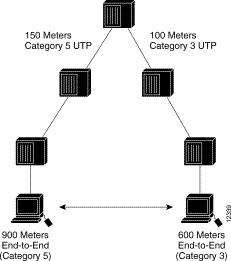 150 Meters
Category 5 UTP
100 Meters
Category 3 UTP
900 Meters
End-to-End
(Category 5)
600 Meters
End-to-End
(Category 3)
12339